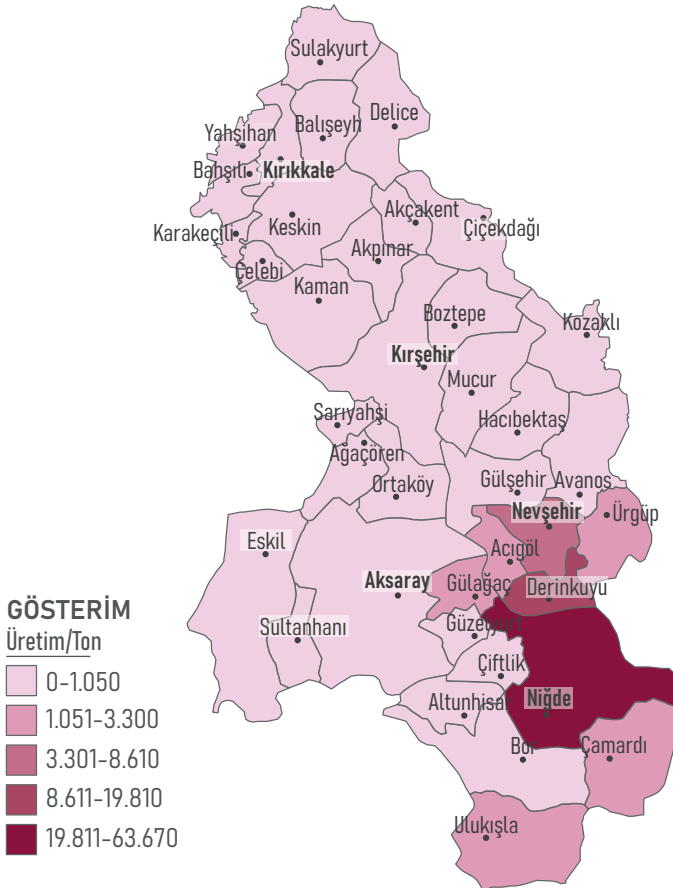 Sulakyurt
Delice
Balışeyh
Yahşihan
Bahşılı
Kırıkkale
Akçakent
Keskin
Çiçekdağı
Karakeçili
Akpınar
Çelebi
Kaman
Boztepe
Kozaklı
Kırşehir
Mucur
Sarıyahşi
Hacıbektaş
Ağaçören
Ortaköy
Gülşehir
Avanos
Nevşehir
Ürgüp
Eskil
Acıgöl
Aksaray
Gülağaç
Derinkuyu
Sultanhanı
Güzelyurt
Çiftlik
Altunhisar
Niğde
Bor
Çamardı
Ulukışla
GÖSTERİM
Üretim/Ton
0-1.050
1.051-3.300
3.301-8.610
8.611-19.810
19.811-63.670